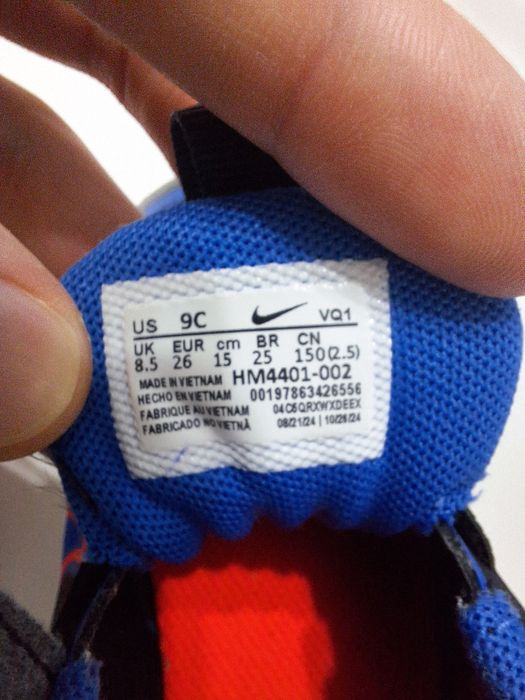 US 9C VQ1
UK EUR cm BR CN
8.5 26 15 25 150(2.5)
MADE IN VIETNAM HM4401-002
HECHO EN VIETNAM 00197863426556
FABRIQUE AU VIETNAM 04C6QRXWXDEEX
FABRICADO NO VIETNÃ 08/21/24 | 10/26/24